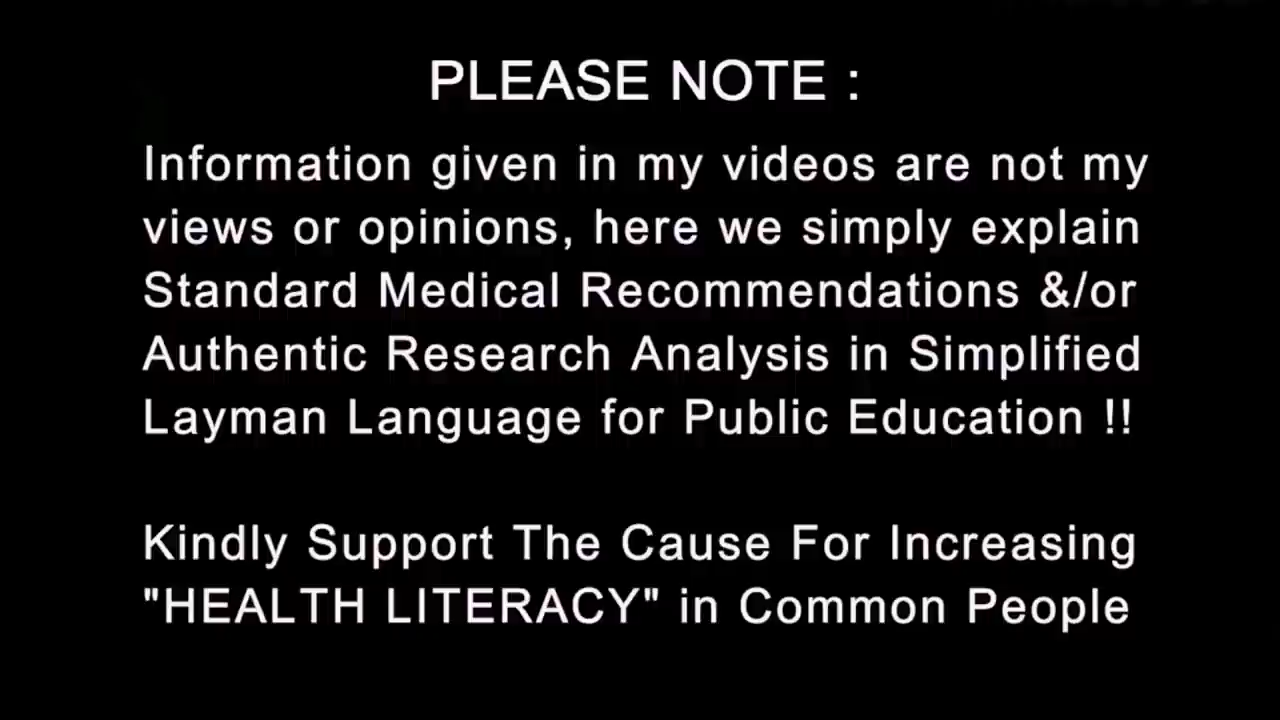 PLEASE NOTE :
Information given in my videos are not my
views or opinions, here we simply explain
Standard Medical Recommendations &/or
Authentic Research Analysis in Simplified
Layman Language for Public Education !!
Kindly Support The Cause For Increasing
"HEALTH LITERACY" in Common People